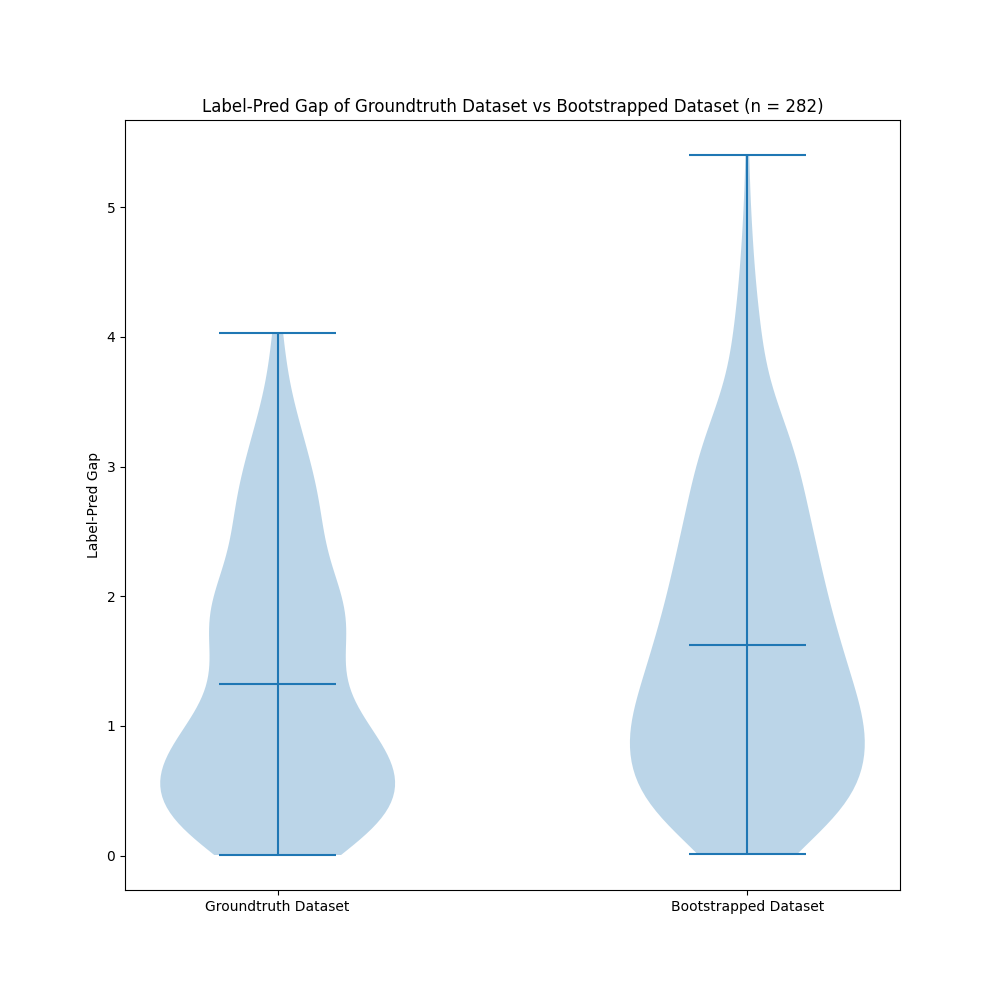 Label-Pred Gap of Groundtruth Dataset vs Bootstrapped Dataset (n = 282)
5
4
3
2
1
0
Label-Pred Gap
Groundtruth Dataset
Bootstrapped Dataset